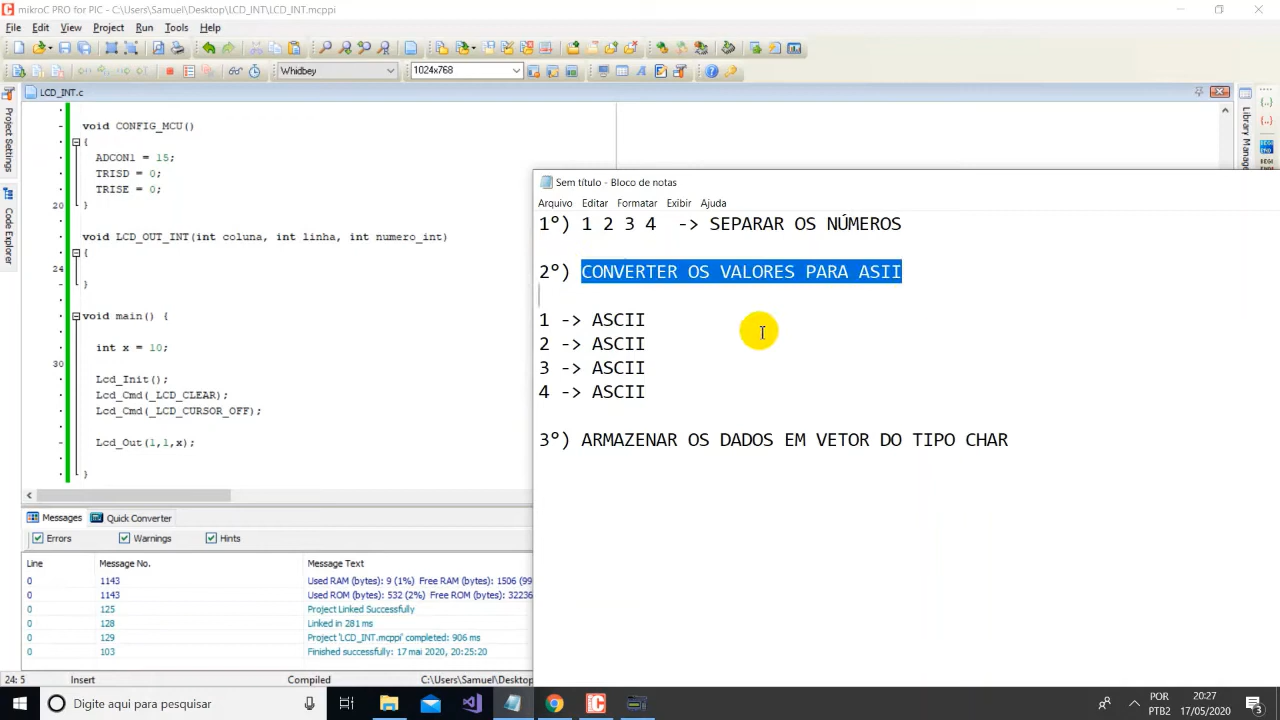 mikroC PRO for PIC - C:\Users\Samuel\Desktop\LCD_INT\LCD_INT.mcppi
File Edit View Project Run Tools Help
Whidbey 1024x768
LCD_INT.c
Project Settings
Code Explorer
Library Manage
void CONFIG_MCU()
{
ADCON1 = 15;
TRISD = 0;
TRISE = 0;
20 }
void LCD_OUT_INT(int coluna, int linha, int numero_int)
{
24
}
void main() {
int x = 10;
30
Lcd_Init();
Lcd_Cmd(_LCD_CLEAR);
Lcd_Cmd(_LCD_CURSOR_OFF);
Lcd_Out(1,1,x);
}
Sem título - Bloco de notas
Arquivo Editar Formatar Exibir Ajuda
1°) 1 2 3 4 -> SEPARAR OS NÚMEROS
2°) CONVERTER OS VALORES PARA ASII
1 -> ASCII
2 -> ASCII
3 -> ASCII
4 -> ASCII
3°) ARMAZENAR OS DADOS EM VETOR DO TIPO CHAR
Messages Quick Converter
Errors Warnings Hints
Line Message No. Message Text
0 1143 Used RAM (bytes): 9 (1%) Free RAM (bytes): 1506 (99
0 1143 Used ROM (bytes): 532 (2%) Free ROM (bytes): 32236
0 125 Project Linked Successfully
0 128 Linked in 281 ms
0 129 Project 'LCD_INT.mcppi' completed: 906 ms
0 103 Finished successfully: 17 mai 2020, 20:25:20
24: 5 Insert Compiled C:\Users\Samuel\Desktop
Digite aqui para pesquisar
POR
PTB2
20:27
17/05/2020
3